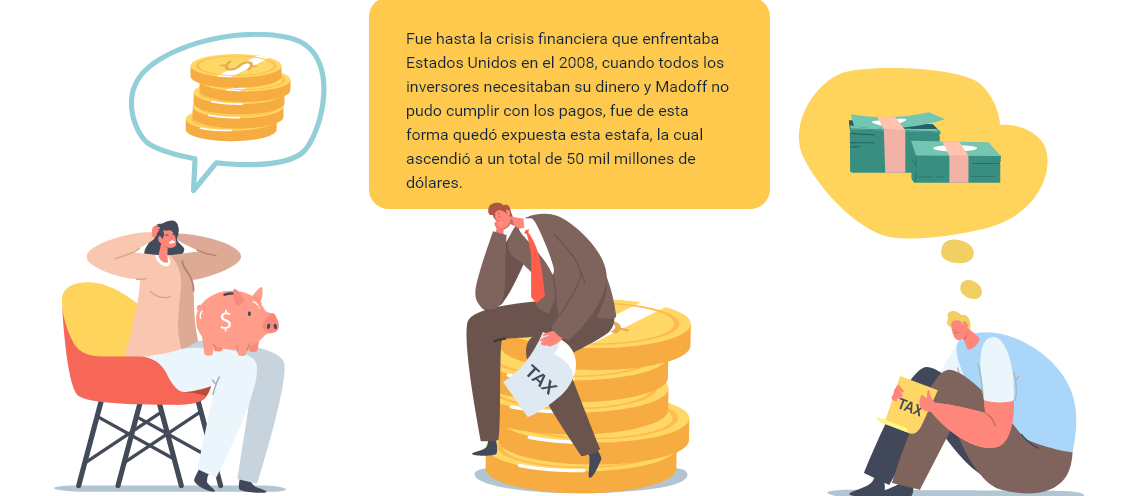 Fue hasta la crisis financiera que enfrentaba
Estados Unidos en el 2008, cuando todos los
inversores necesitaban su dinero y Madoff no
pudo cumplir con los pagos, fue de esta
forma quedó expuesta esta estafa, la cual
ascendió a un total de 50 mil millones de
dólares.
$
TAX
TAX